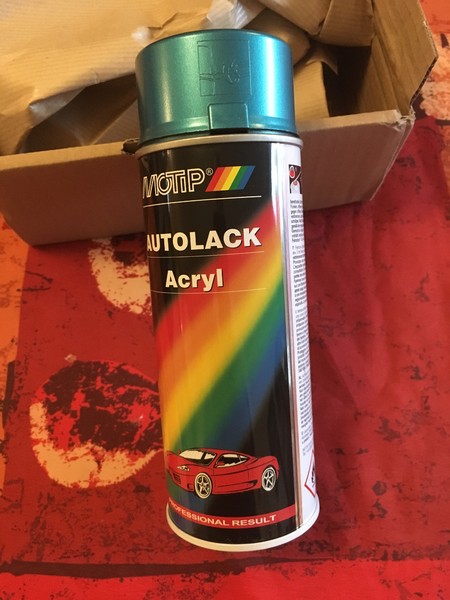 MOTIP®
AUTOLACK
Acryl
PROFESSIONAL RESULT